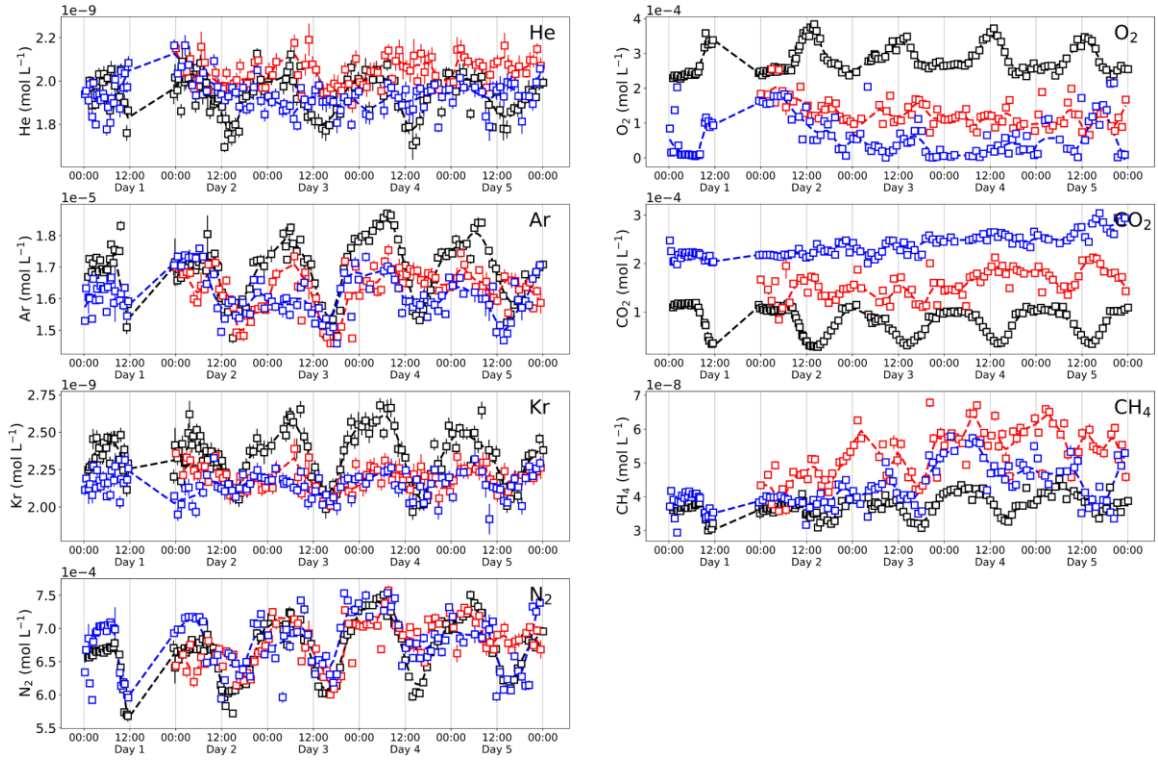 1e−9
He
He (mol L⁻¹)
2.2
2.0
1.8
00:00 12:00 00:00 12:00 00:00 12:00 00:00 12:00 00:00 12:00 00:00
Day 1 Day 2 Day 3 Day 4 Day 5
1e−4
O₂
O₂ (mol L⁻¹)
4
3
2
1
0
00:00 12:00 00:00 12:00 00:00 12:00 00:00 12:00 00:00 12:00 00:00
Day 1 Day 2 Day 3 Day 4 Day 5
1e−5
Ar
Ar (mol L⁻¹)
1.8
1.7
1.6
1.5
00:00 12:00 00:00 12:00 00:00 12:00 00:00 12:00 00:00 12:00 00:00
Day 1 Day 2 Day 3 Day 4 Day 5
1e−4
CO₂
CO₂ (mol L⁻¹)
3
2
1
00:00 12:00 00:00 12:00 00:00 12:00 00:00 12:00 00:00 12:00 00:00
Day 1 Day 2 Day 3 Day 4 Day 5
1e−9
Kr
Kr (mol L⁻¹)
2.75
2.50
2.25
2.00
00:00 12:00 00:00 12:00 00:00 12:00 00:00 12:00 00:00 12:00 00:00
Day 1 Day 2 Day 3 Day 4 Day 5
1e−8
CH₄
CH₄ (mol L⁻¹)
7
6
5
4
3
00:00 12:00 00:00 12:00 00:00 12:00 00:00 12:00 00:00 12:00 00:00
Day 1 Day 2 Day 3 Day 4 Day 5
1e−4
N₂
N₂ (mol L⁻¹)
7.5
7.0
6.5
6.0
5.5
00:00 12:00 00:00 12:00 00:00 12:00 00:00 12:00 00:00 12:00 00:00
Day 1 Day 2 Day 3 Day 4 Day 5